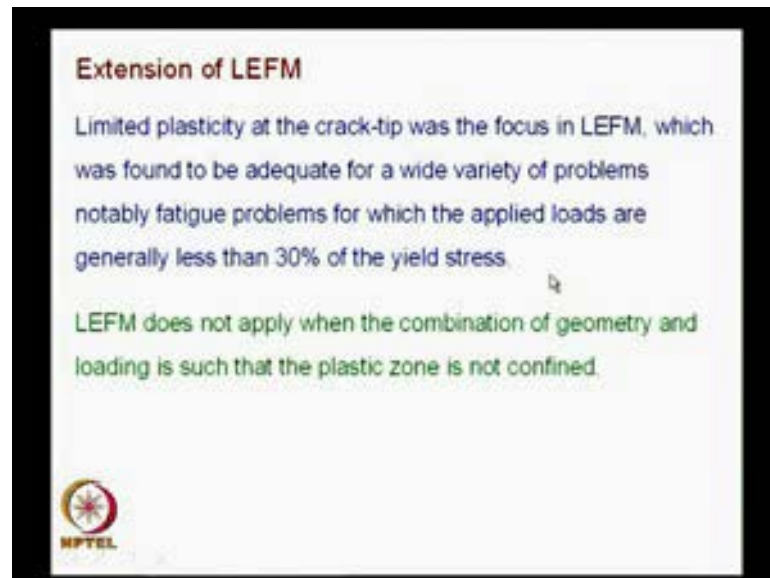 Extension of LEFM
Limited plasticity at the crack-tip was the focus in LEFM, which
was found to be adequate for a wide variety of problems
notably fatigue problems for which the applied loads are
generally less than 30% of the yield stress.
LEFM does not apply when the combination of geometry and
loading is such that the plastic zone is not confined.
NPTEL